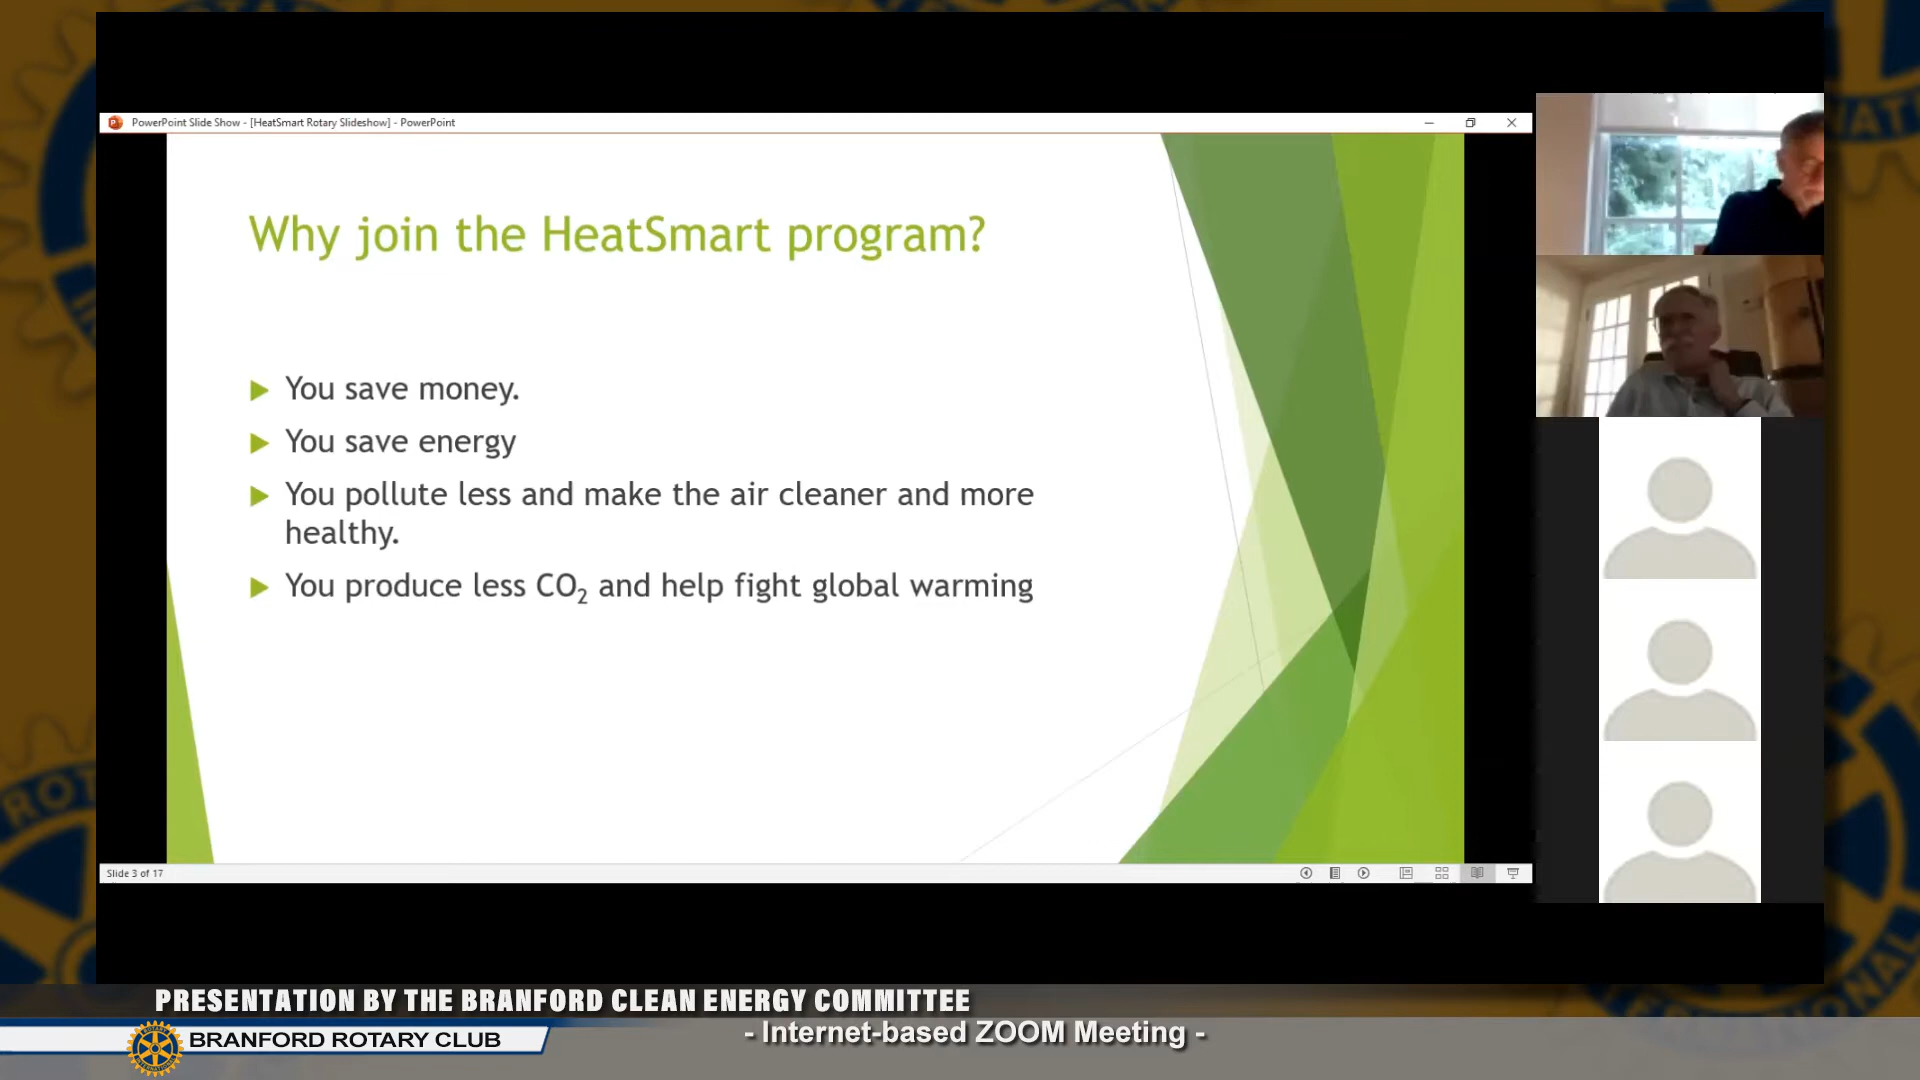 PowerPoint Slide Show - [HeatSmart Rotary Slideshow] - PowerPoint
Why join the HeatSmart program?
You save money.
You save energy
You pollute less and make the air cleaner and more
healthy.
You produce less CO₂ and help fight global warming
Slide 3 of 17
PRESENTATION BY THE BRANFORD CLEAN ENERGY COMMITTEE
BRANFORD ROTARY CLUB
- Internet-based ZOOM Meeting -